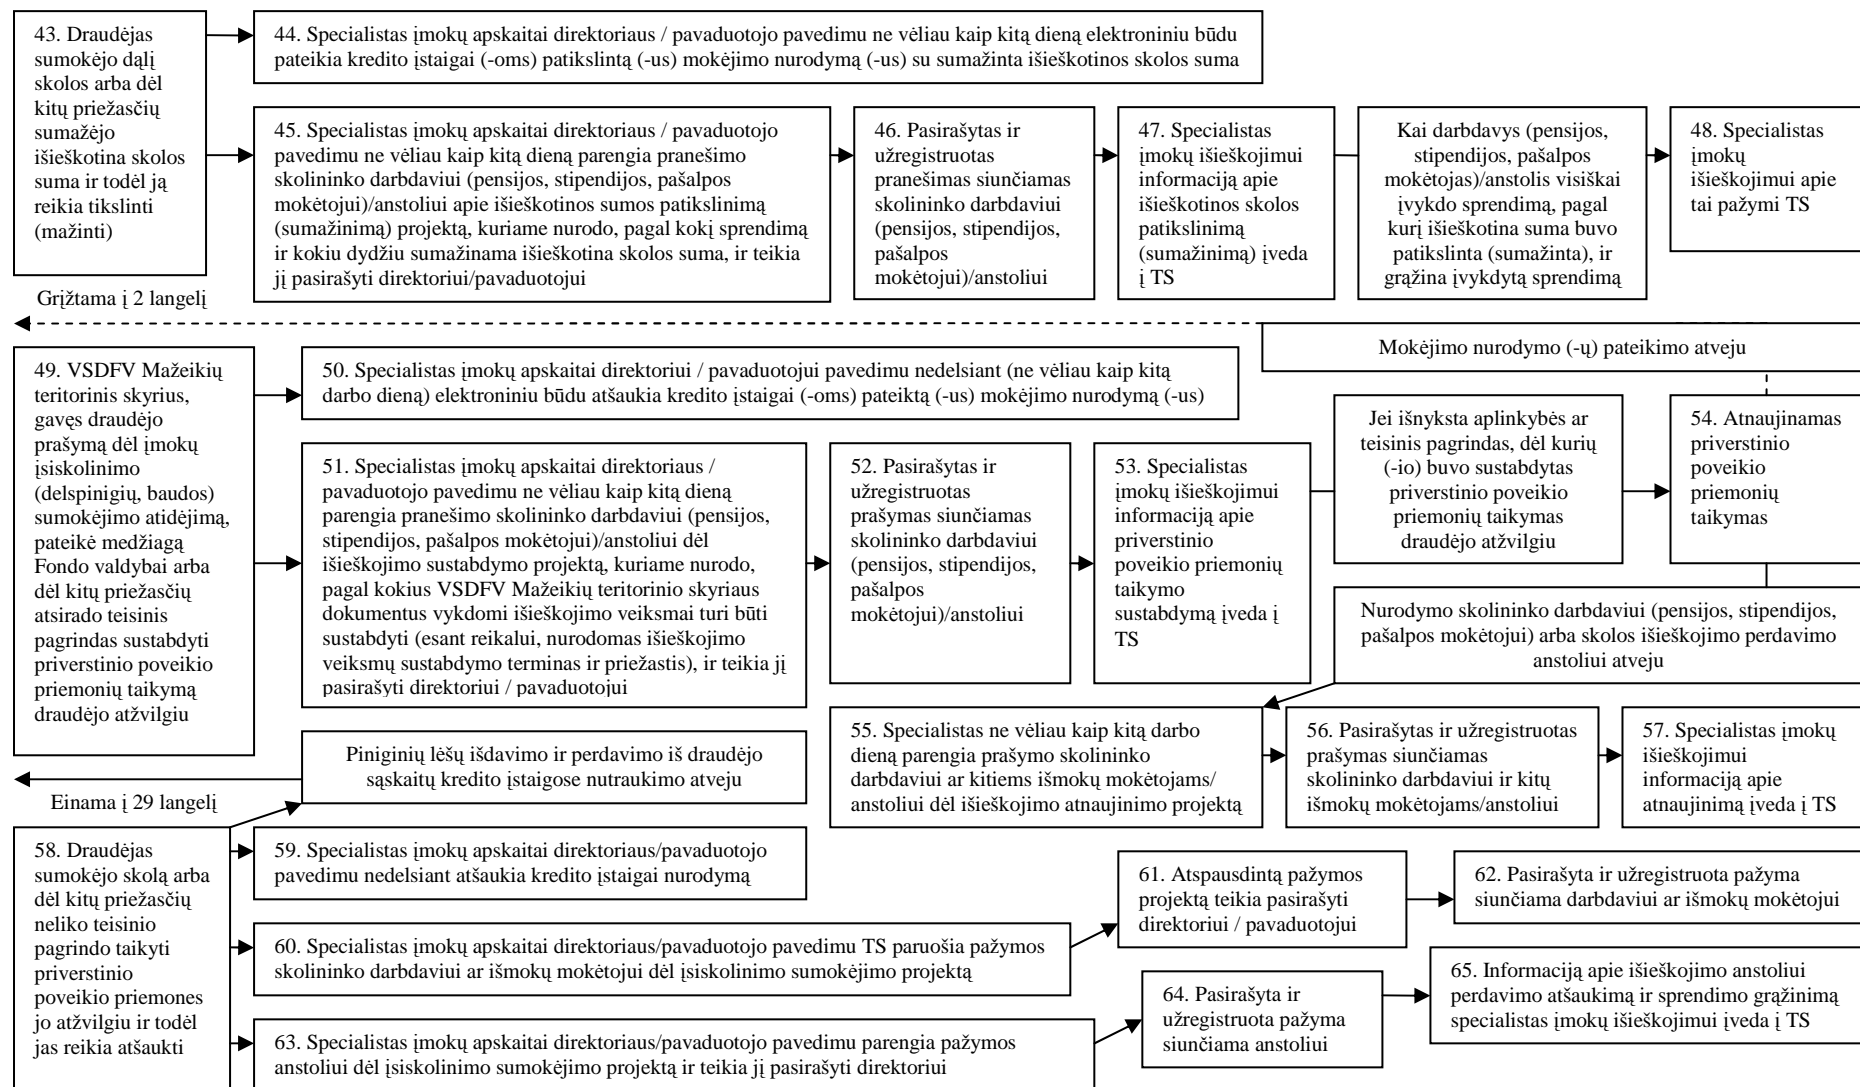 43. Draudėjas
sumokėjo dalį
skolos arba dėl
kitų priežasčių
sumažėjo
išieškotina skolos
suma ir todėl ją
reikia tikslinti
(mažinti)
44. Specialistas įmokų apskaitai direktoriaus / pavaduotojo pavedimu ne vėliau kaip kitą dieną elektroniniu būdu
pateikia kredito įstaigai (-oms) patikslintą (-us) mokėjimo nurodymą (-us) su sumažinta išieškotinos skolos suma
45. Specialistas įmokų apskaitai direktoriaus / pavaduotojo
pavedimu ne vėliau kaip kitą dieną parengia pranešimo
skolininko darbdaviui (pensijos, stipendijos, pašalpos
mokėtojui)/anstoliui apie išieškotinos sumos patikslinimą
(sumažinimą) projektą, kuriame nurodo, pagal kokį sprendimą
ir kokiu dydžiu sumažinama išieškotina skolos suma, ir teikia
jį pasirašyti direktoriui/pavaduotojui
46. Pasirašytas ir
užregistruotas
pranešimas siunčiamas
skolininko darbdaviui
(pensijos, stipendijos,
pašalpos
mokėtojui)/anstoliui
47. Specialistas
įmokų išieškojimui
informaciją apie
išieškotinos skolos
patikslinimą
(sumažinimą) įveda
į TS
Kai darbdavys (pensijos,
stipendijos, pašalpos
mokėtojas)/anstolis visiškai
įvykdo sprendimą, pagal
kurį išieškotina suma buvo
patikslinta (sumažinta), ir
grąžina įvykdytą sprendimą
48. Specialistas
įmokų
išieškojimui apie
tai pažymi TS
Grįžtama į 2 langelį
Mokėjimo nurodymo (-ų) pateikimo atveju
49. VSDFV Mažeikių
teritorinis skyrius,
gavęs draudėjo
prašymą dėl įmokų
įsiskolinimo
(delspinigių, baudos)
sumokėjimo atidėjimą,
pateikė medžiagą
Fondo valdybai arba
dėl kitų priežasčių
atsirado teisinis
pagrindas sustabdyti
priverstinio poveikio
priemonių taikymą
draudėjo atžvilgiu
50. Specialistas įmokų apskaitai direktoriui / pavaduotojui pavedimu nedelsiant (ne vėliau kaip kitą
darbo dieną) elektroniniu būdu atšaukia kredito įstaigai (-oms) pateiktą (-us) mokėjimo nurodymą (-us)
51. Specialistas įmokų apskaitai direktoriaus /
pavaduotojo pavedimu ne vėliau kaip kitą dieną
parengia pranešimo skolininko darbdaviui (pensijos,
stipendijos, pašalpos mokėtojui)/anstoliui dėl
išieškojimo sustabdymo projektą, kuriame nurodo,
pagal kokius VSDFV Mažeikių teritorinio skyriaus
dokumentus vykdomi išieškojimo veiksmai turi būti
sustabdyti (esant reikalui, nurodomas išieškojimo
veiksmų sustabdymo terminas ir priežastis), ir teikia jį
pasirašyti direktoriui / pavaduotojui
52. Pasirašytas ir
užregistruotas
prašymas siunčiamas
skolininko darbdaviui
(pensijos, stipendijos,
pašalpos
mokėtojui)/anstoliui
53. Specialistas
įmokų išieškojimui
informaciją apie
priverstinio
poveikio priemonių
taikymo
sustabdymą įveda į
TS
Jei išnyksta aplinkybės ar
teisinis pagrindas, dėl kurių
(-io) buvo sustabdytas
priverstinio poveikio
priemonių taikymas
draudėjo atžvilgiu
54. Atnaujinamas
priverstinio
poveikio
priemonių
taikymas
Nurodymo skolininko darbdaviui (pensijos, stipendijos,
pašalpos mokėtojui) arba skolos išieškojimo perdavimo
anstoliui atveju
55. Specialistas ne vėliau kaip kitą darbo
dieną parengia prašymo skolininko
darbdaviui ar kitiems išmokų mokėtojams/
anstoliui dėl išieškojimo atnaujinimo projektą
56. Pasirašytas ir užregistruotas
prašymas siunčiamas
skolininko darbdaviui ir kitų
išmokų mokėtojams/anstoliui
57. Specialistas įmokų
išieškojimui
informaciją apie
atnaujinimą įveda į TS
Piniginių lėšų išdavimo ir perdavimo iš draudėjo
sąskaitų kredito įstaigose nutraukimo atveju
Einama į 29 langelį
58. Draudėjas
sumokėjo skolą arba
dėl kitų priežasčių
neliko teisinio
pagrindo taikyti
priverstinio
poveikio priemones
jo atžvilgiu ir todėl
jas reikia atšaukti
59. Specialistas įmokų apskaitai direktoriaus/pavaduotojo
pavedimu nedelsiant atšaukia kredito įstaigai nurodymą
60. Specialistas įmokų apskaitai direktoriaus/pavaduotojo pavedimu TS paruošia pažymos
skolininko darbdaviui ar išmokų mokėtojui dėl įsiskolinimo sumokėjimo projektą
61. Atspausdintą pažymos
projektą teikia pasirašyti
direktoriui / pavaduotojui
62. Pasirašyta ir užregistruota pažyma
siunčiama darbdaviui ar išmokų mokėtojui
63. Specialistas įmokų apskaitai direktoriaus/pavaduotojo pavedimu parengia pažymos
anstoliui dėl įsiskolinimo sumokėjimo projektą ir teikia jį pasirašyti direktoriui
64. Pasirašyta ir
užregistruota pažyma
siunčiama anstoliui
65. Informaciją apie išieškojimo anstoliui
perdavimo atšaukimą ir sprendimo grąžinimą
specialistas įmokų išieškojimui įveda į TS